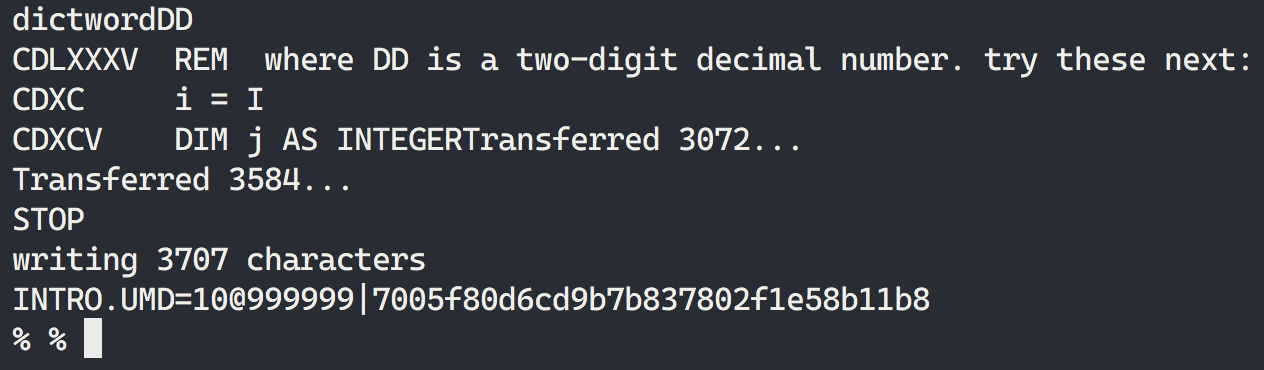 dictwordDD
CDLXXXV  REM  where DD is a two-digit decimal number. try these next:
CDXC     i = I
CDXCV    DIM j AS INTEGERTransferred 3072...
Transferred 3584...
STOP
writing 3707 characters
INTRO.UMD=10@999999|7005f80d6cd9b7b837802f1e58b11b8
% %